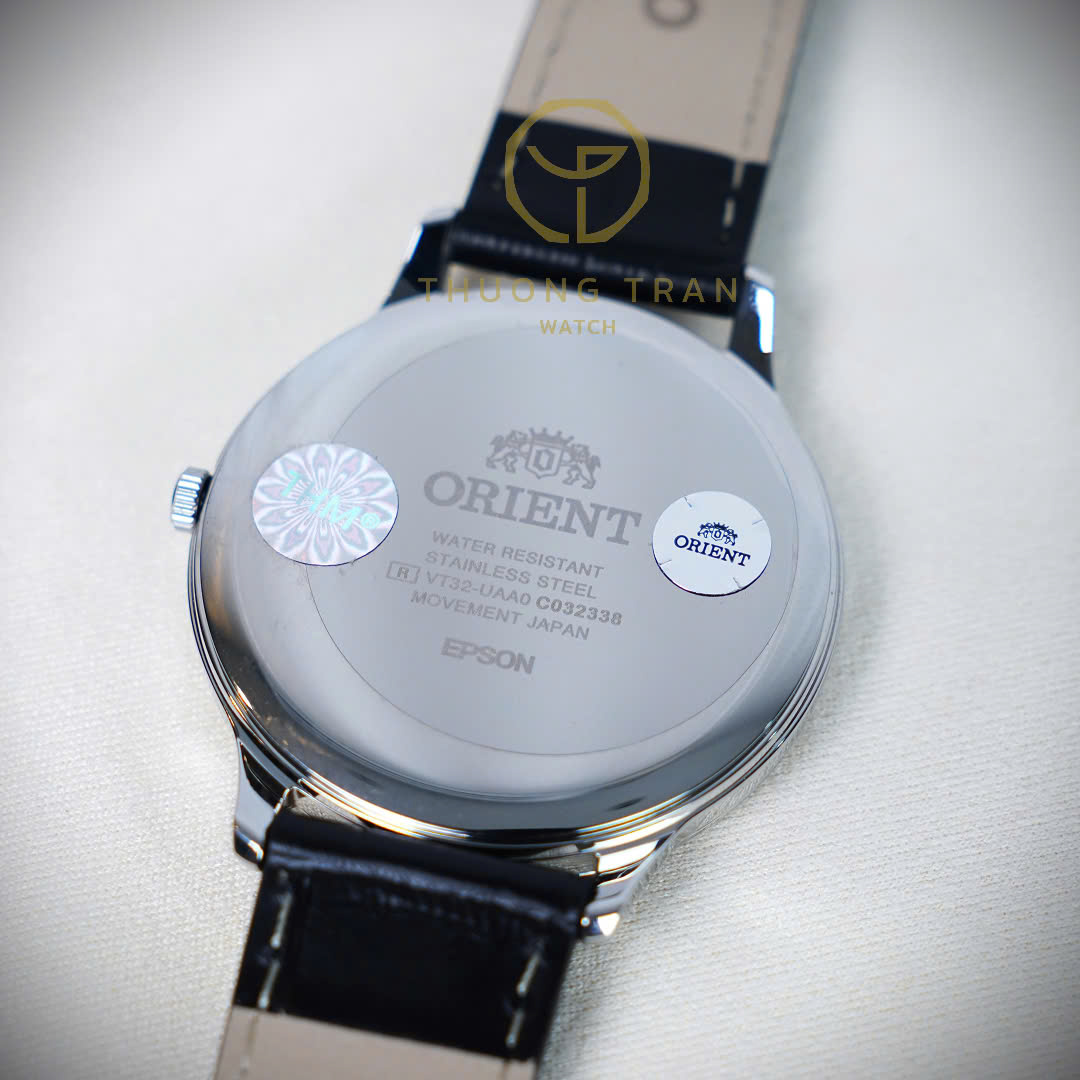 THUONG TRAN
WATCH
ORIENT
WATER RESISTANT
STAINLESS STEEL
R VT32-UAA0 C032338
MOVEMENT JAPAN
EPSON
ORIENT